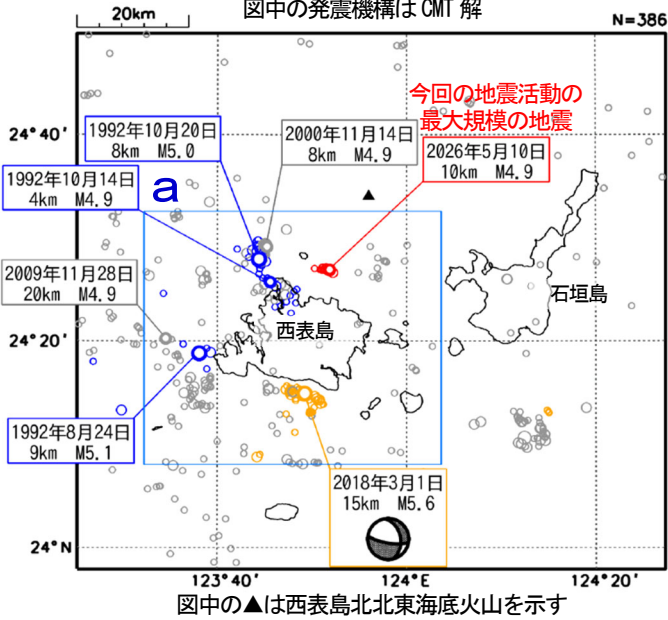 図中の発震機構は CMT 解
20km
N=386
今回の地震活動の
最大規模の地震
24°40′
1992年10月20日
8km M5.0
2000年11月14日
8km M4.9
2026年5月10日
10km M4.9
1992年10月14日
4km M4.9
a
▲
2009年11月28日
20km M4.9
石垣島
24°20′
西表島
1992年8月24日
9km M5.1
2018年3月1日
15km M5.6
24°N
123°40′
124°E
124°20′
図中の▲は西表島北北東海底火山を示す